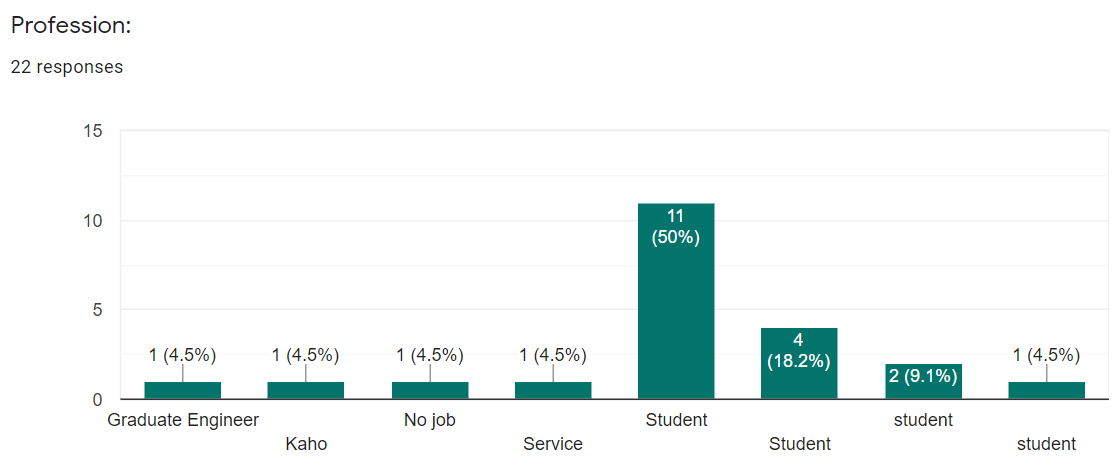 Profession:
22 responses
15
10
5
0
1 (4.5%)
1 (4.5%)
1 (4.5%)
1 (4.5%)
11
(50%)
4
(18.2%)
2 (9.1%)
1 (4.5%)
Graduate Engineer
Kaho
No job
Service
Student
Student
student
student